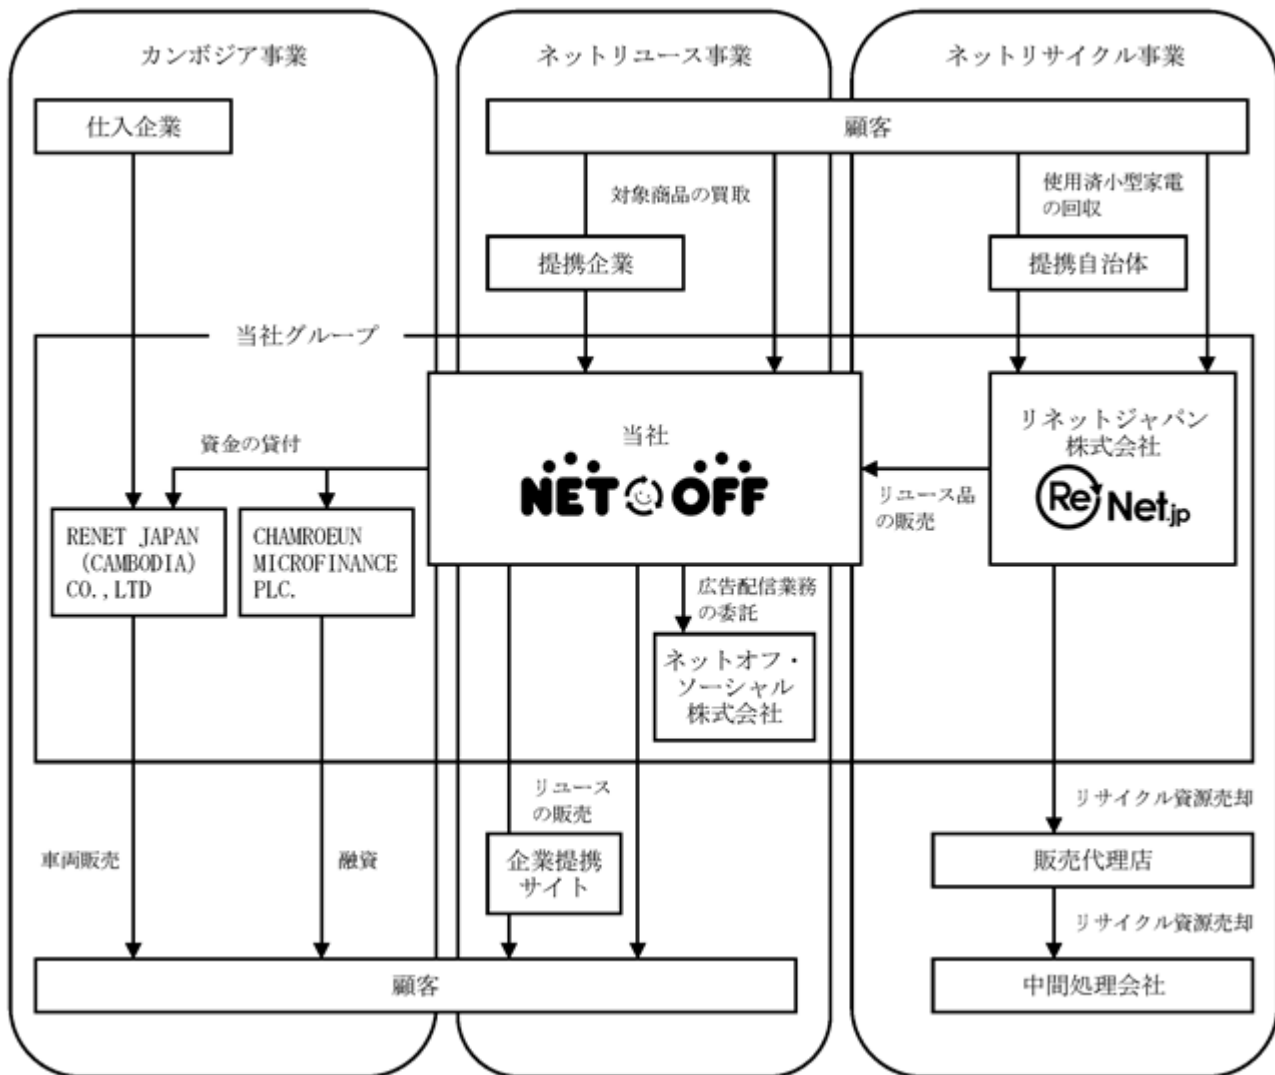 カンボジア事業
ネットリユース事業
ネットリサイクル事業
仕入企業
顧客
対象商品の買取
使用済小型家電
の回収
提携企業
提携自治体
当社グループ
当社
NET OFF
リネットジャパン
株式会社
Re Net.jp
資金の貸付
リユース品
の販売
RENET JAPAN
(CAMBODIA)
CO.,LTD
CHAMROEUN
MICROFINANCE
PLC.
広告配信業務
の委託
ネットオフ・
ソーシャル
株式会社
リユース
の販売
リサイクル資源売却
車両販売
融資
企業提携
サイト
販売代理店
リサイクル資源売却
顧客
中間処理会社